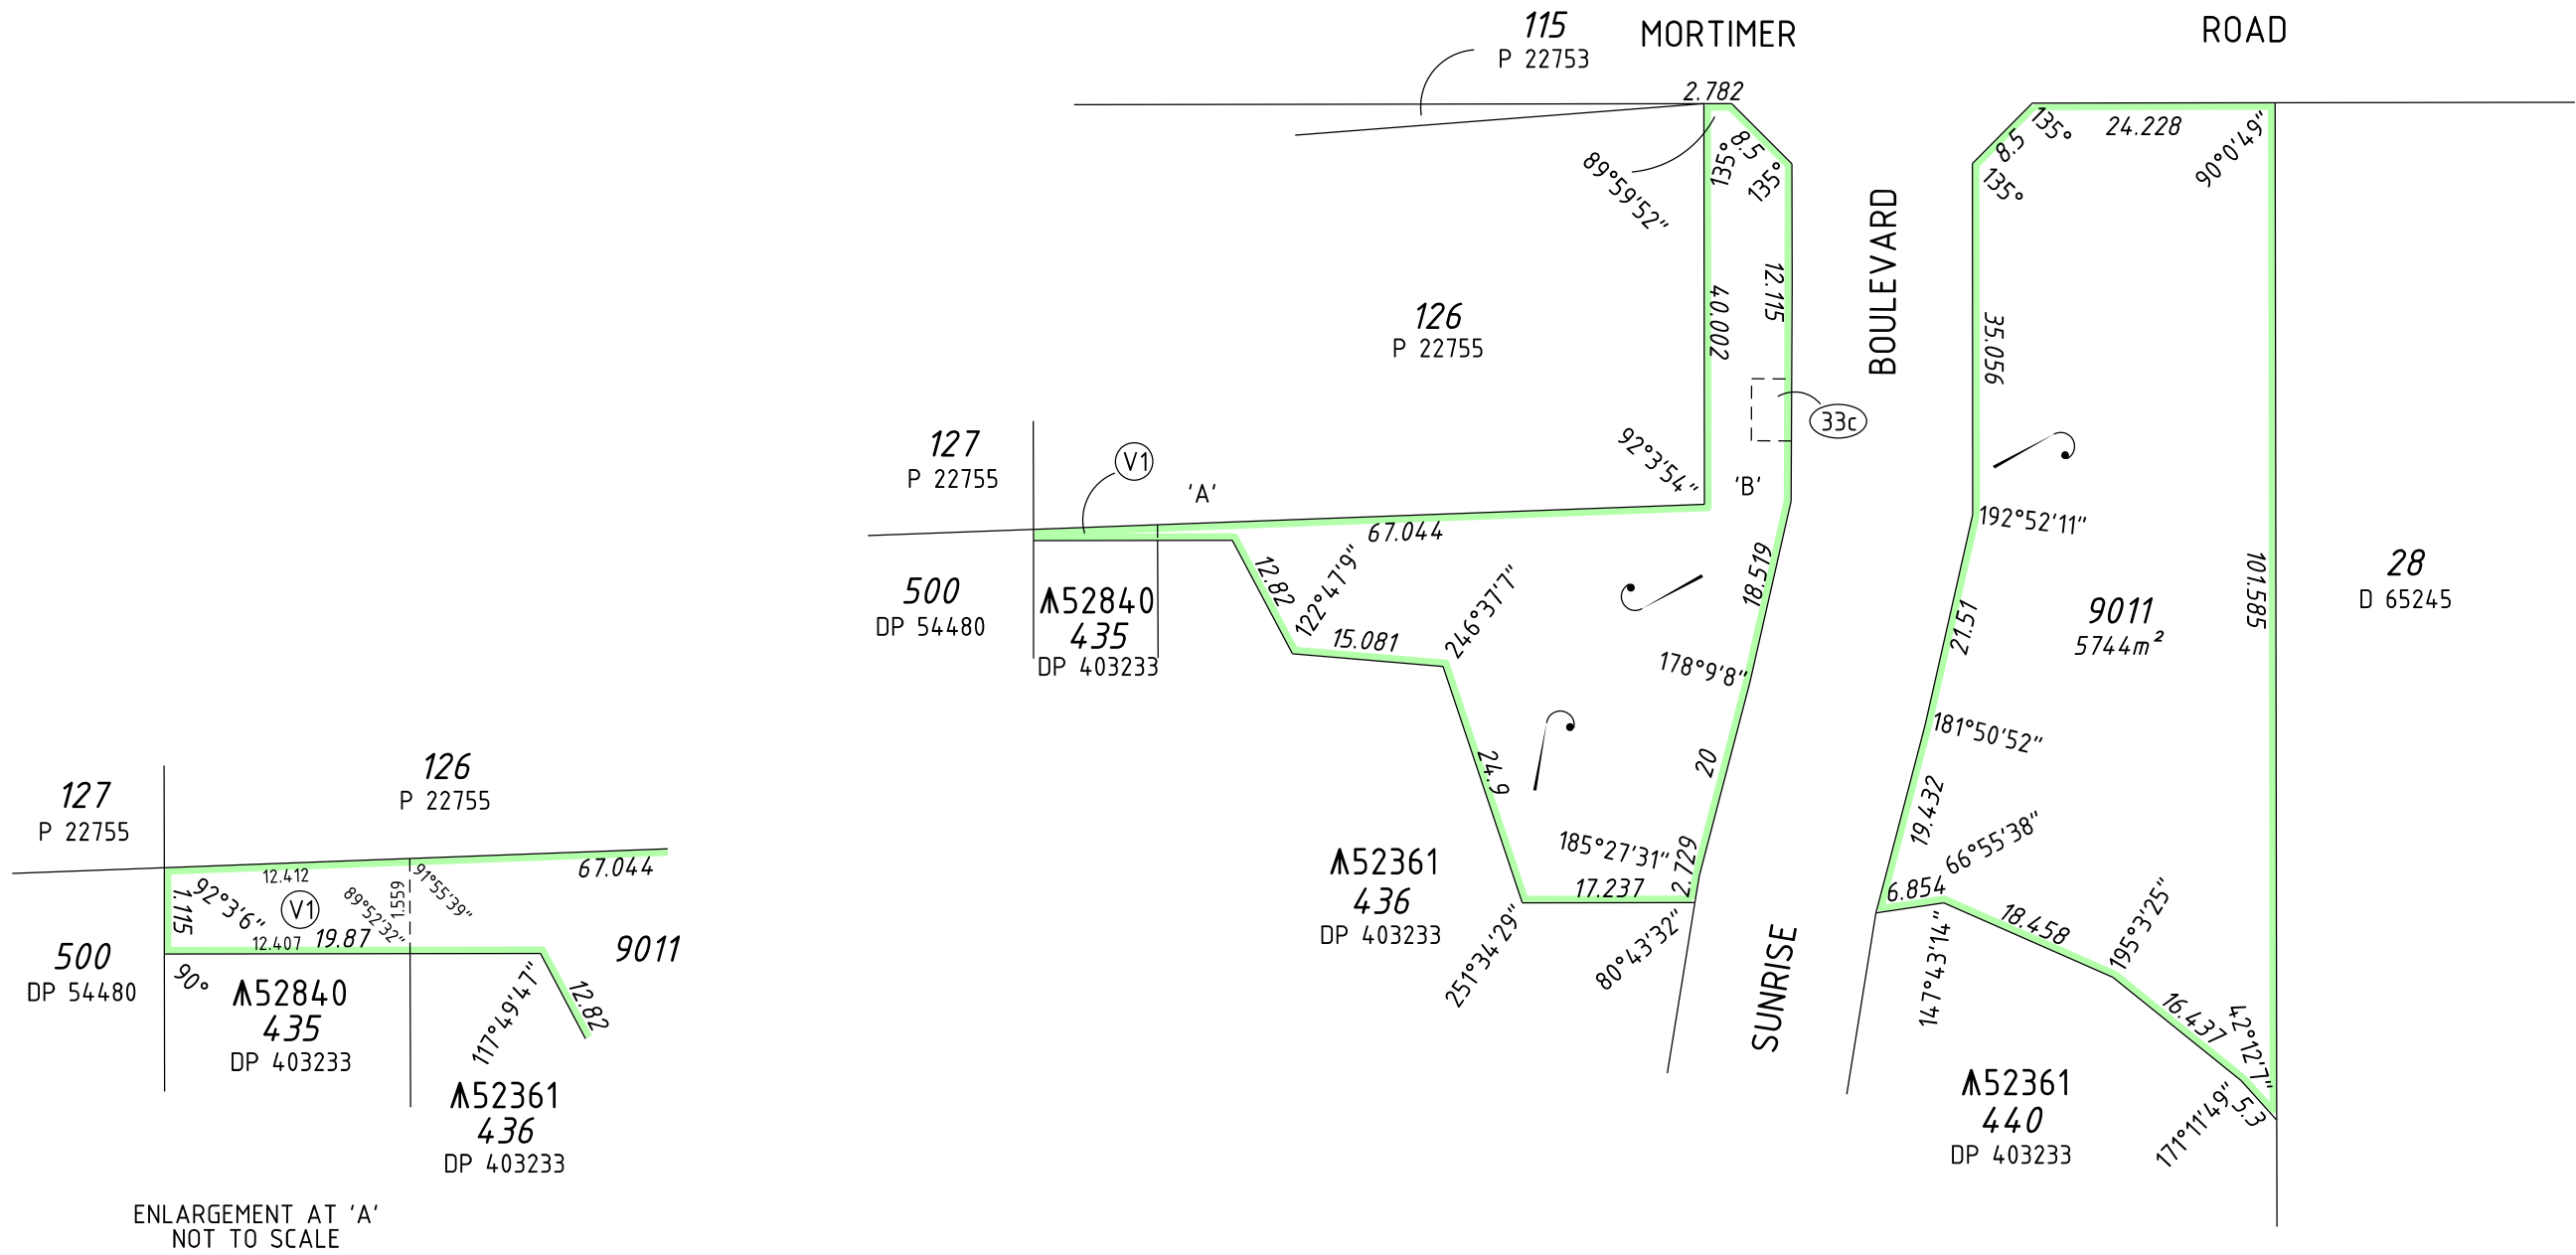 115
P 22753
MORTIMER
ROAD
2.782
8.5
135°
135°
89°59'52"
8.5
135°
135°
24.228
90°0'49"
BOULEVARD
12.115
40.002
35.056
126
P 22755
33c
127
P 22755
V1
'A'
92°3'54"
'B'
67.044
192°52'11"
500
DP 54480
52840
435
DP 403233
12.82
122°47'9"
15.081
246°37'7"
18.519
178°9'8"
21.51
9011
5744m²
101.585
28
D 65245
181°50'52"
24.9
20
19.432
66°55'38"
185°27'31"
2.729
17.237
6.854
52361
436
DP 403233
251°34'29"
80°43'32"
SUNRISE
147°43'14"
18.458
195°3'25"
16.437
42°12'7"
171°11'49"
5.3
52361
440
DP 403233
127
P 22755
126
P 22755
67.044
12.412
92°3'6"
1.115
V1
89°52'32"
1.559
91°55'39"
12.407
19.87
500
DP 54480
90°
52840
435
DP 403233
117°49'47"
12.82
9011
52361
436
DP 403233
ENLARGEMENT AT 'A'
NOT TO SCALE